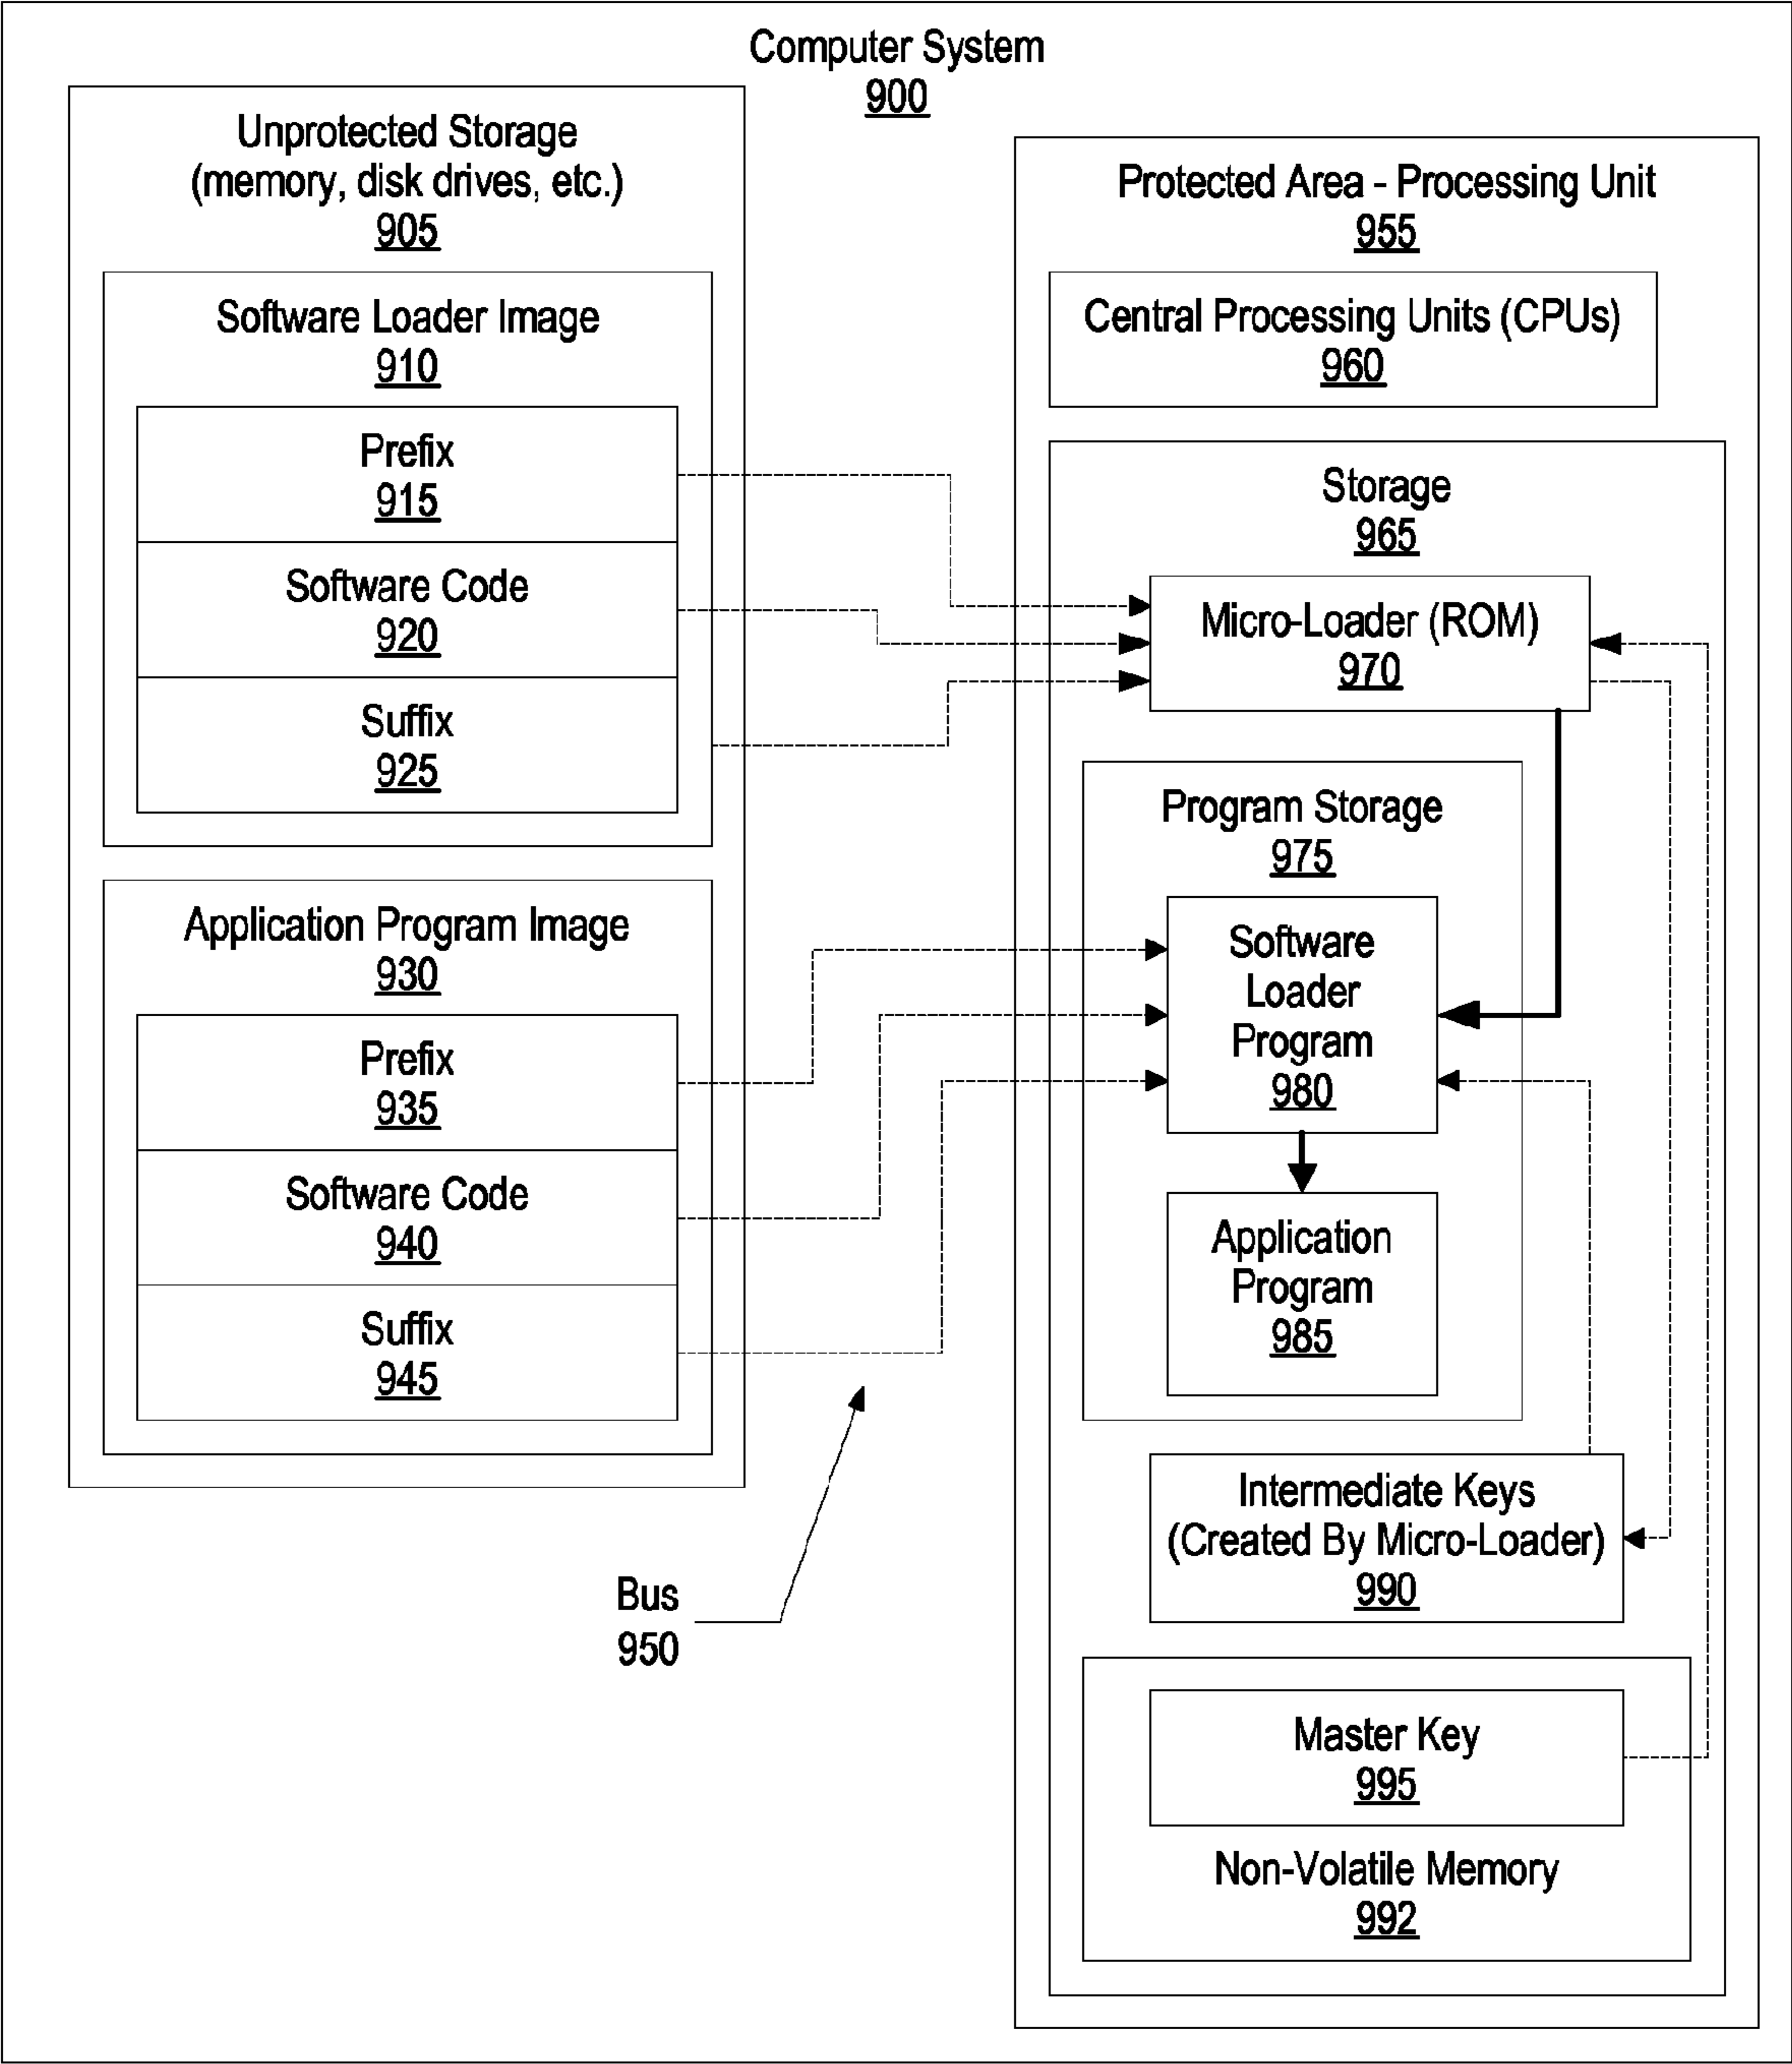 Computer System
900
Unprotected Storage
(memory, disk drives, etc.)
905
Software Loader Image
910
Prefix
915
Software Code
920
Suffix
925
Application Program Image
930
Prefix
935
Software Code
940
Suffix
945
Bus
950
Protected Area - Processing Unit
955
Central Processing Units (CPUs)
960
Storage
965
Micro-Loader (ROM)
970
Program Storage
975
Software
Loader
Program
980
Application
Program
985
Intermediate Keys
(Created By Micro-Loader)
990
Master Key
995
Non-Volatile Memory
992